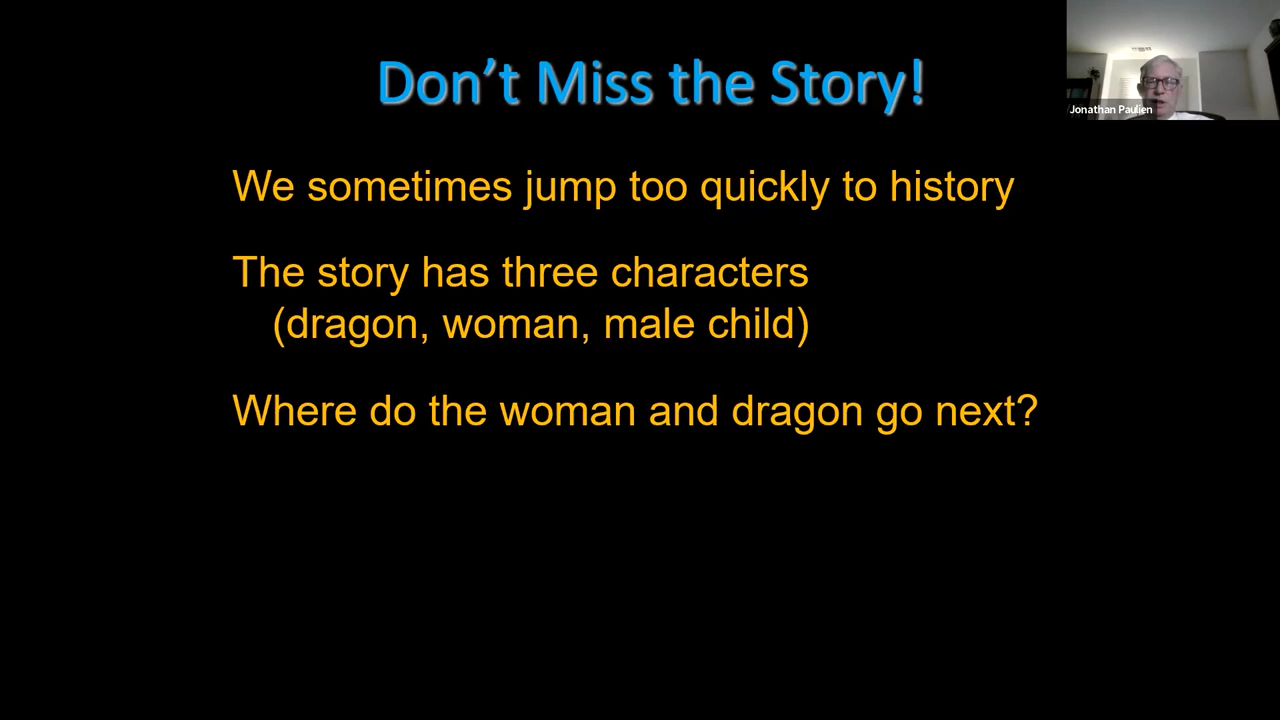 Don't Miss the Story!
Jonathan Paulien
We sometimes jump too quickly to history
The story has three characters
(dragon, woman, male child)
Where do the woman and dragon go next?